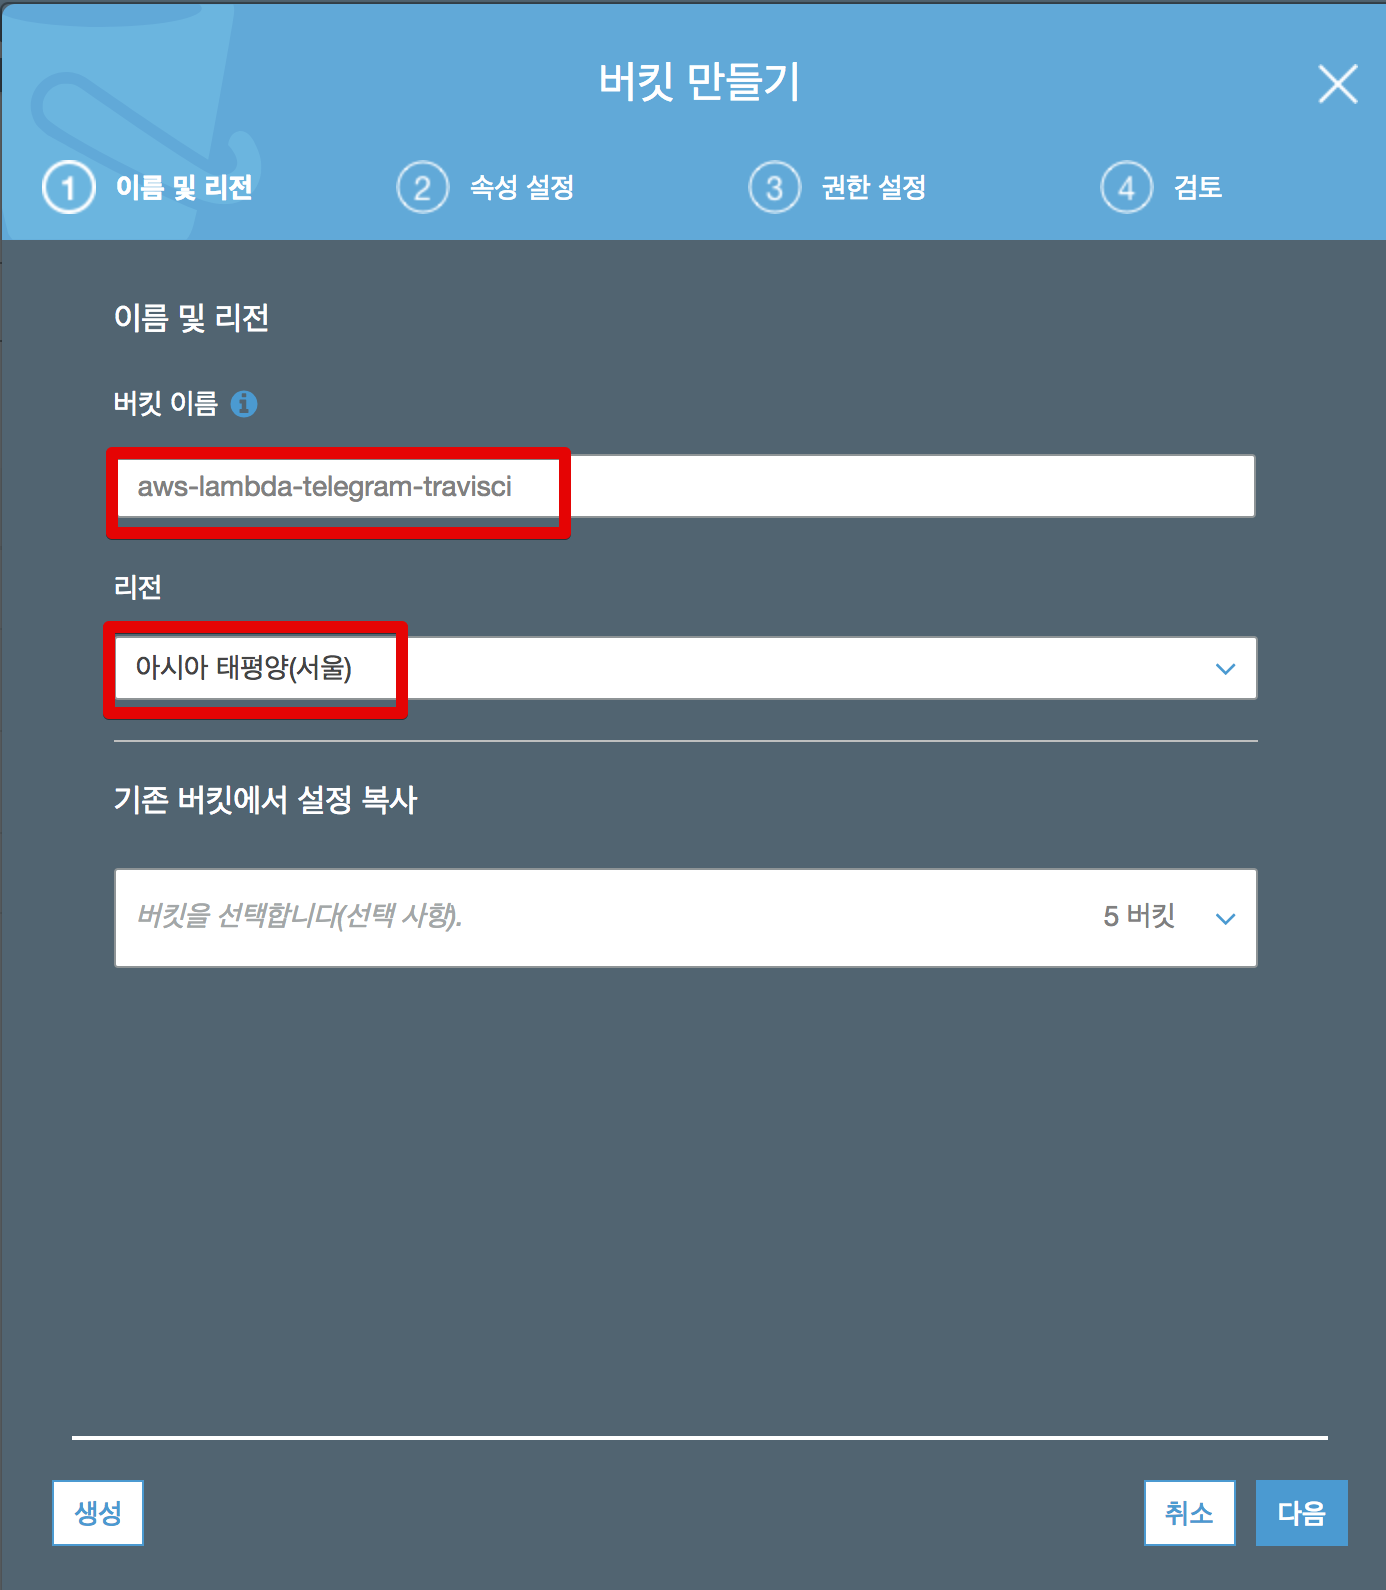 버킷 만들기
1 이름 및 리전 2 속성 설정 3 권한 설정 4 검토
이름 및 리전
버킷 이름
aws-lambda-telegram-travisci
리전
아시아 태평양(서울)
기존 버킷에서 설정 복사
버킷을 선택합니다(선택 사항). 5 버킷
생성 취소 다음